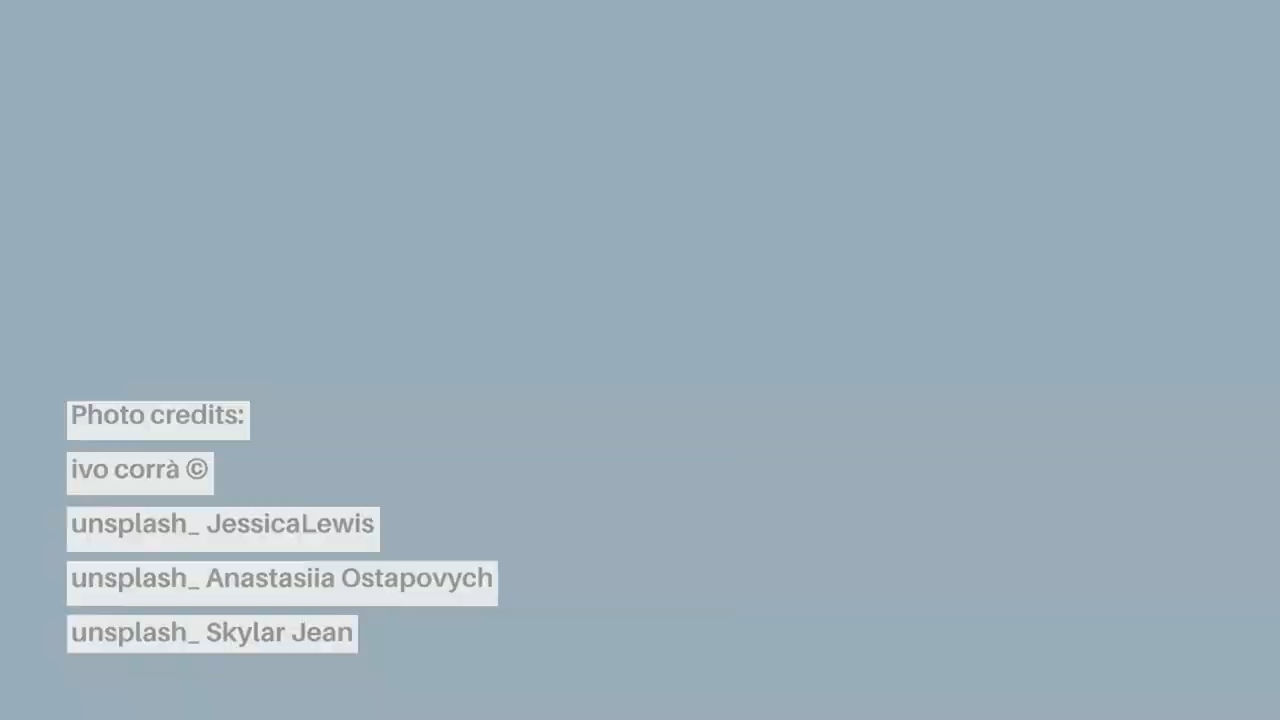 Photo credits:
ivo corrà ©
unsplash_ JessicaLewis
unsplash_ Anastasiia Ostapovych
unsplash_ Skylar Jean